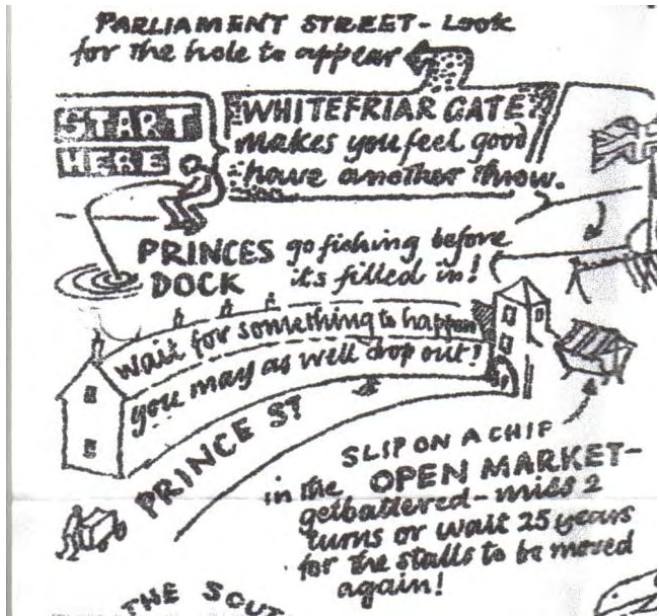 PARLIAMENT STREET - Look
for the hole to appear
START
HERE
WHITEFRIAR GATE
makes you feel good
have another throw.
PRINCES go fishing before
DOCK it's filled in!
wait for something to happen
you may as well drop out!
PRINCE ST
SLIP ON A CHIP
in the OPEN MARKET-
getbattered - miss 2
turns or wait 25 years
for the stalls to be moved
again!
THE SOUT